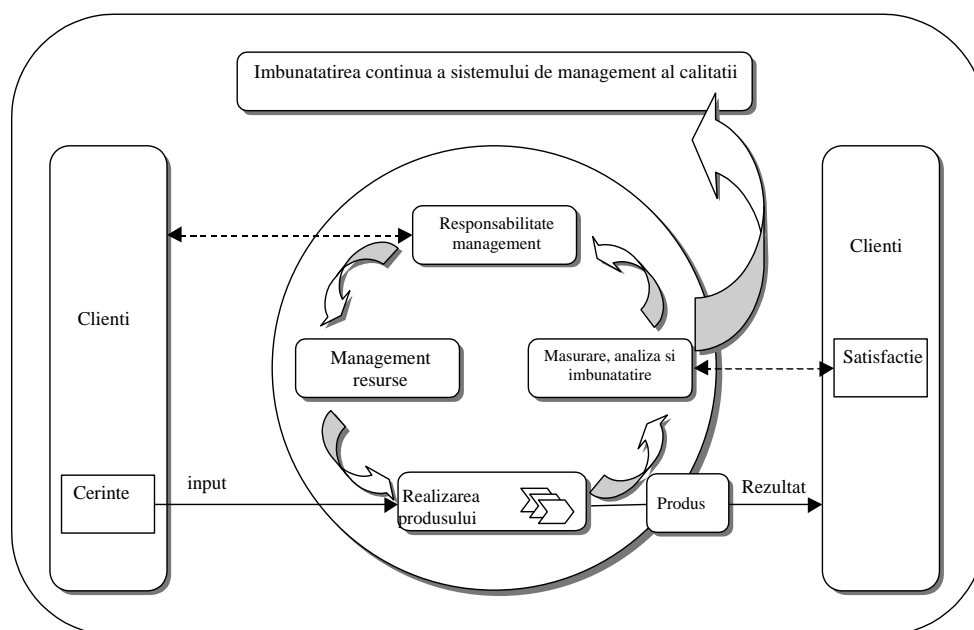 Imbunatatirea continua a sistemului de management al calitatii
Responsabilitate
management
Clienti
Clienti
Management
resurse
Masurare, analiza si
imbunatatire
Satisfactie
Cerinte
input
Realizarea
produsului
Produs
Rezultat